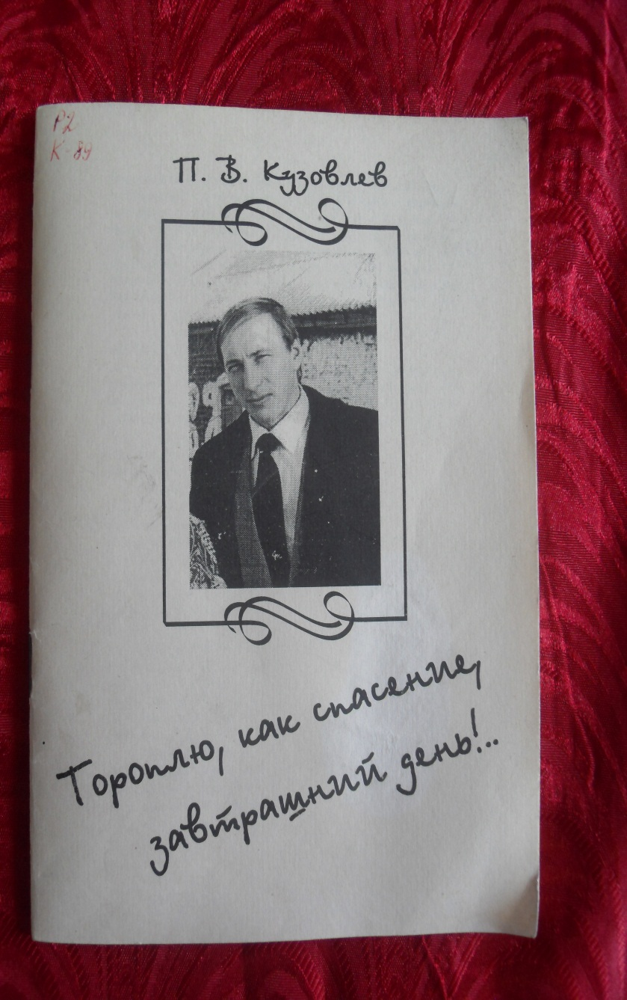 Р2
К-89
П. В. Кузовлев
Тороплю, как спасение,
завтрашний день!..